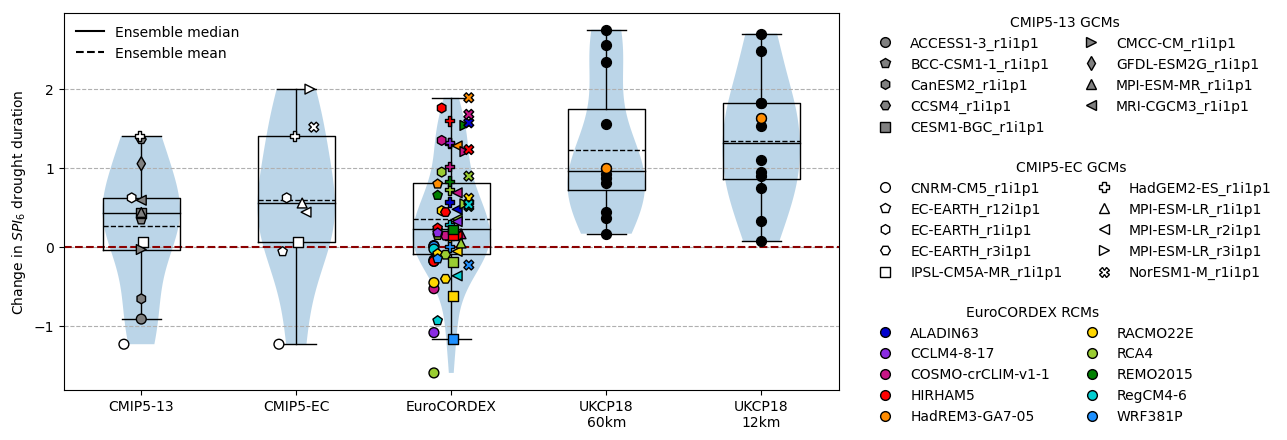 Ensemble median
Ensemble mean
Change in SPI6 drought duration
2
1
0
−1
CMIP5-13
CMIP5-EC
EuroCORDEX
UKCP18
60km
UKCP18
12km
CMIP5-13 GCMs
ACCESS1-3_r1i1p1
BCC-CSM1-1_r1i1p1
CanESM2_r1i1p1
CCSM4_r1i1p1
CESM1-BGC_r1i1p1
CMCC-CM_r1i1p1
GFDL-ESM2G_r1i1p1
MPI-ESM-MR_r1i1p1
MRI-CGCM3_r1i1p1
CMIP5-EC GCMs
CNRM-CM5_r1i1p1
EC-EARTH_r12i1p1
EC-EARTH_r1i1p1
EC-EARTH_r3i1p1
IPSL-CM5A-MR_r1i1p1
HadGEM2-ES_r1i1p1
MPI-ESM-LR_r1i1p1
MPI-ESM-LR_r2i1p1
MPI-ESM-LR_r3i1p1
NorESM1-M_r1i1p1
EuroCORDEX RCMs
ALADIN63
CCLM4-8-17
COSMO-crCLIM-v1-1
HIRHAM5
HadREM3-GA7-05
RACMO22E
RCA4
REMO2015
RegCM4-6
WRF381P